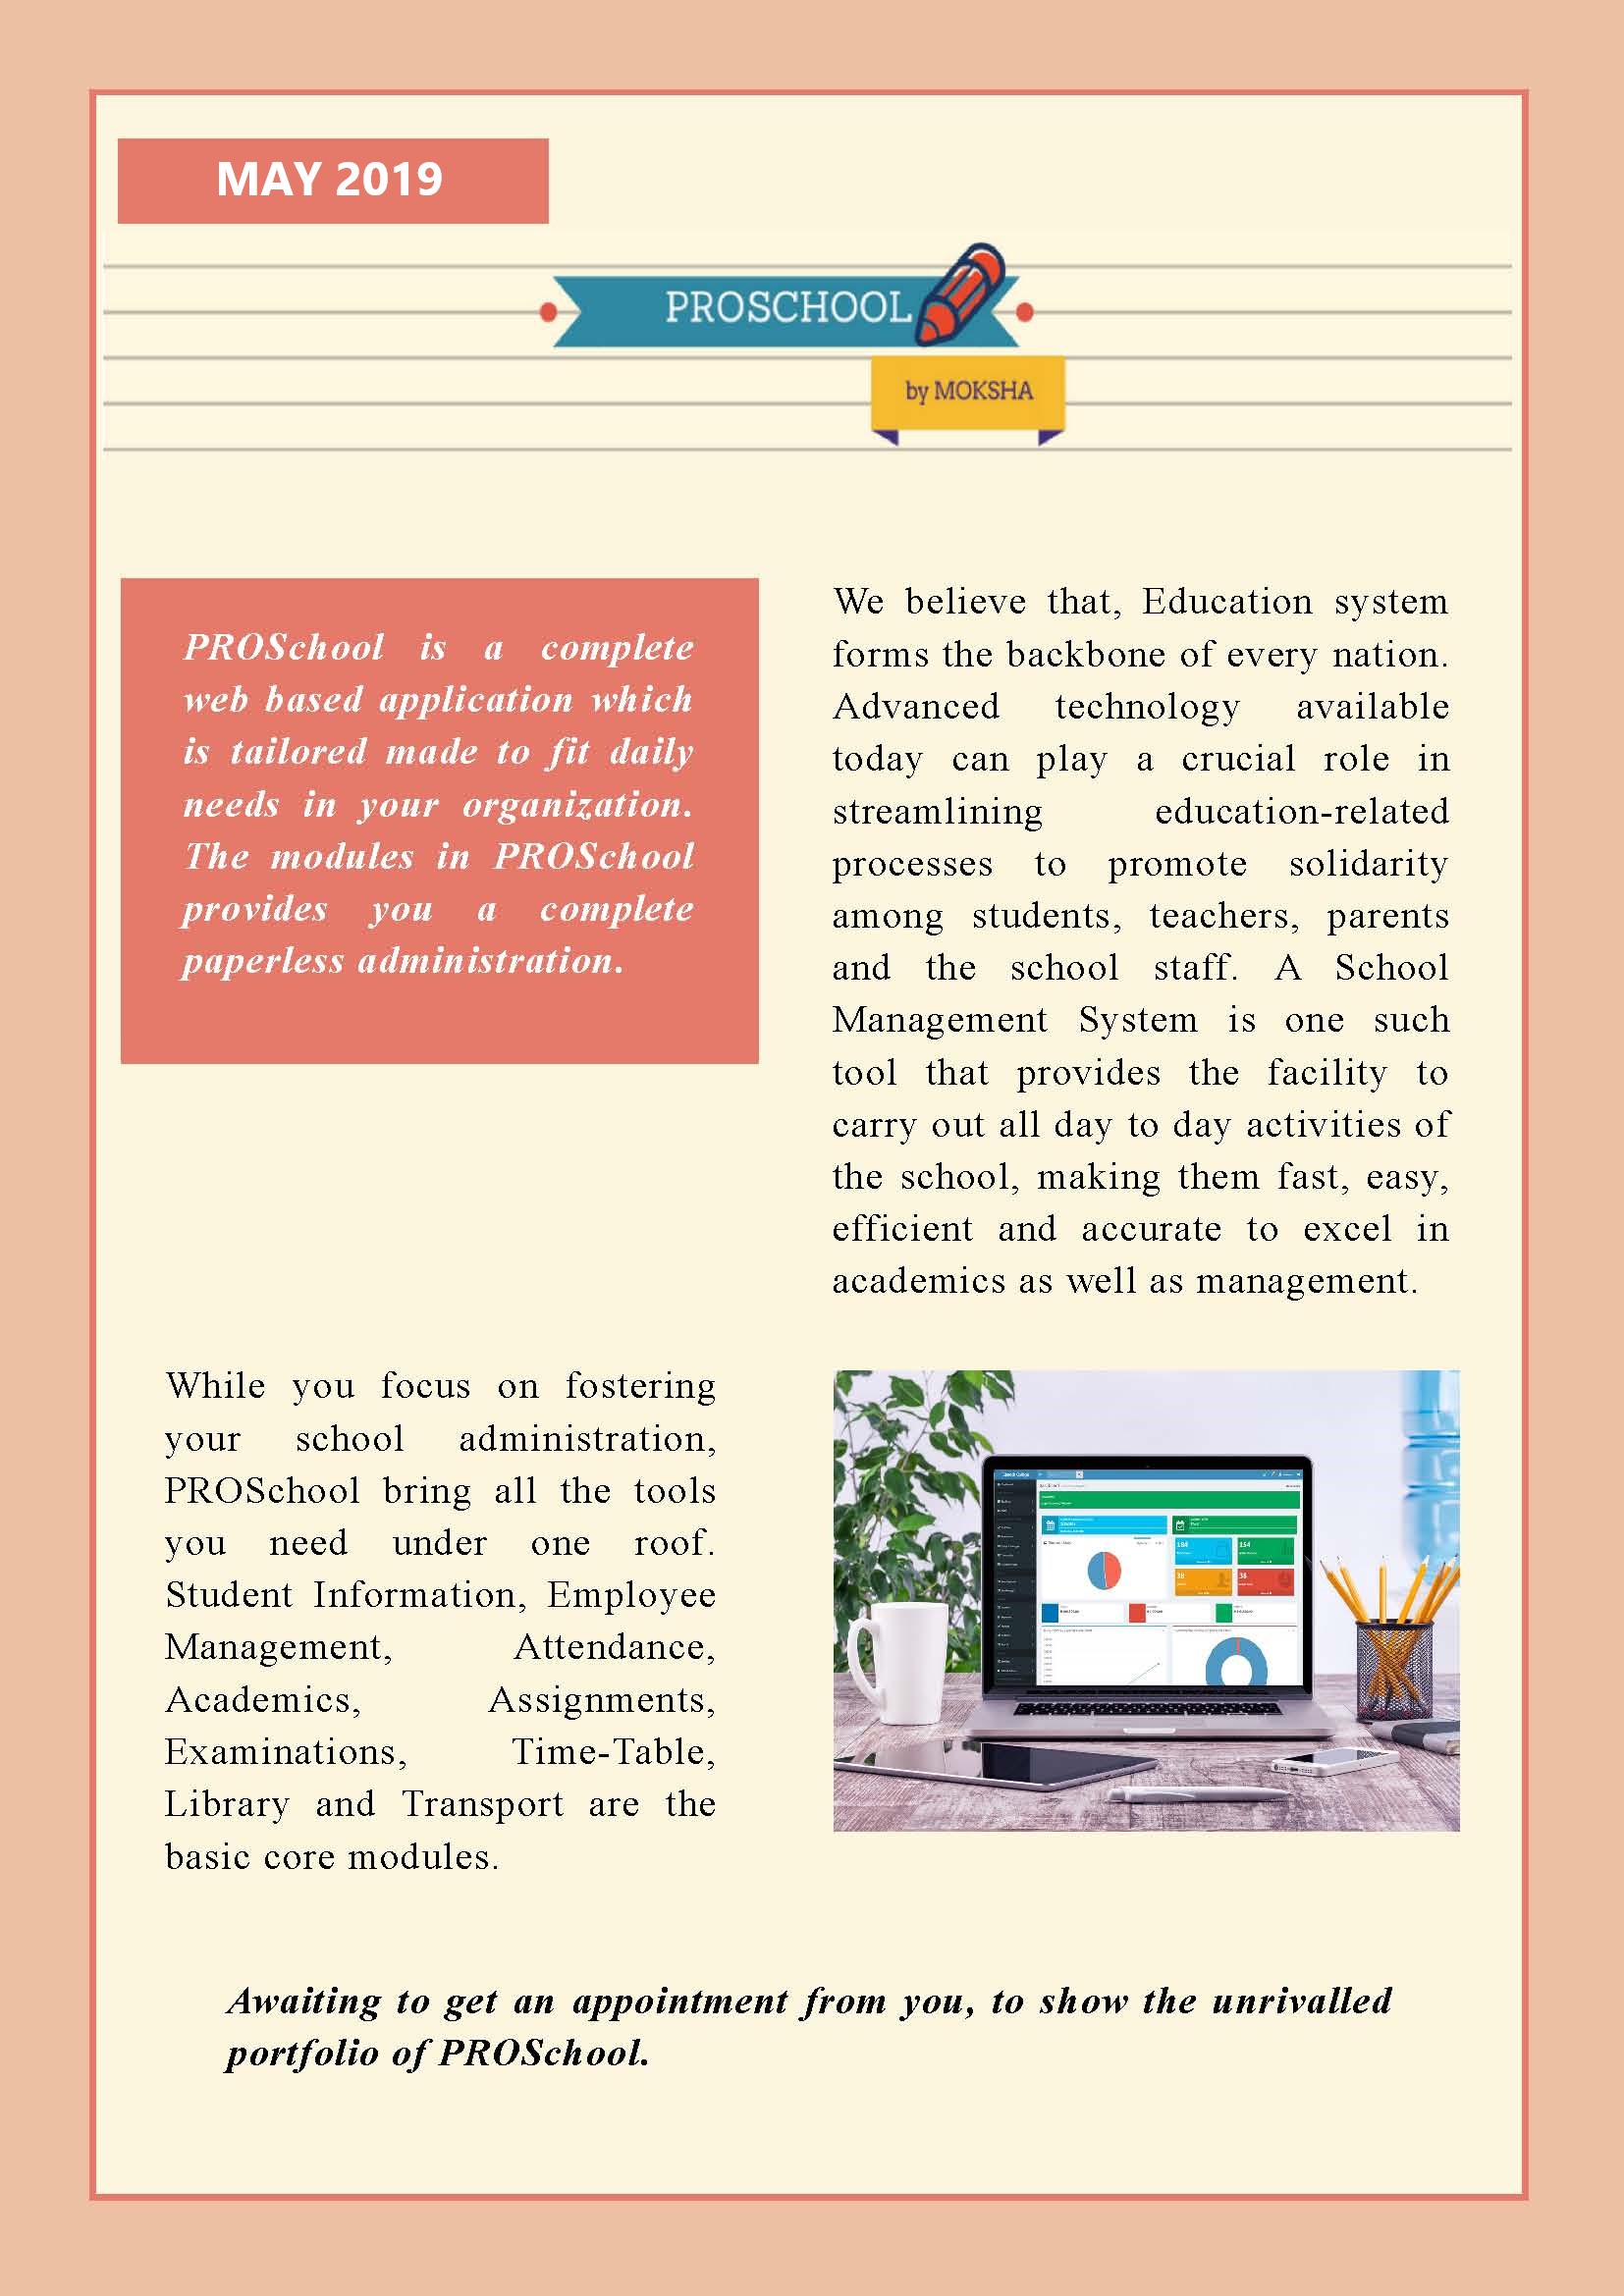 MAY 2019
PROSCHOOL
by MOKSHA
PROSchool is a complete
web based application which
is tailored made to fit daily
needs in your organization.
The modules in PROSchool
provides you a complete
paperless administration.
We believe that, Education system
forms the backbone of every nation.
Advanced technology available
today can play a crucial role in
streamlining education-related
processes to promote solidarity
among students, teachers, parents
and the school staff. A School
Management System is one such
tool that provides the facility to
carry out all day to day activities of
the school, making them fast, easy,
efficient and accurate to excel in
academics as well as management.
While you focus on fostering
your school administration,
PROSchool bring all the tools
you need under one roof.
Student Information, Employee
Management, Attendance,
Academics, Assignments,
Examinations, Time-Table,
Library and Transport are the
basic core modules.
Awaiting to get an appointment from you, to show the unrivalled
portfolio of PROSchool.